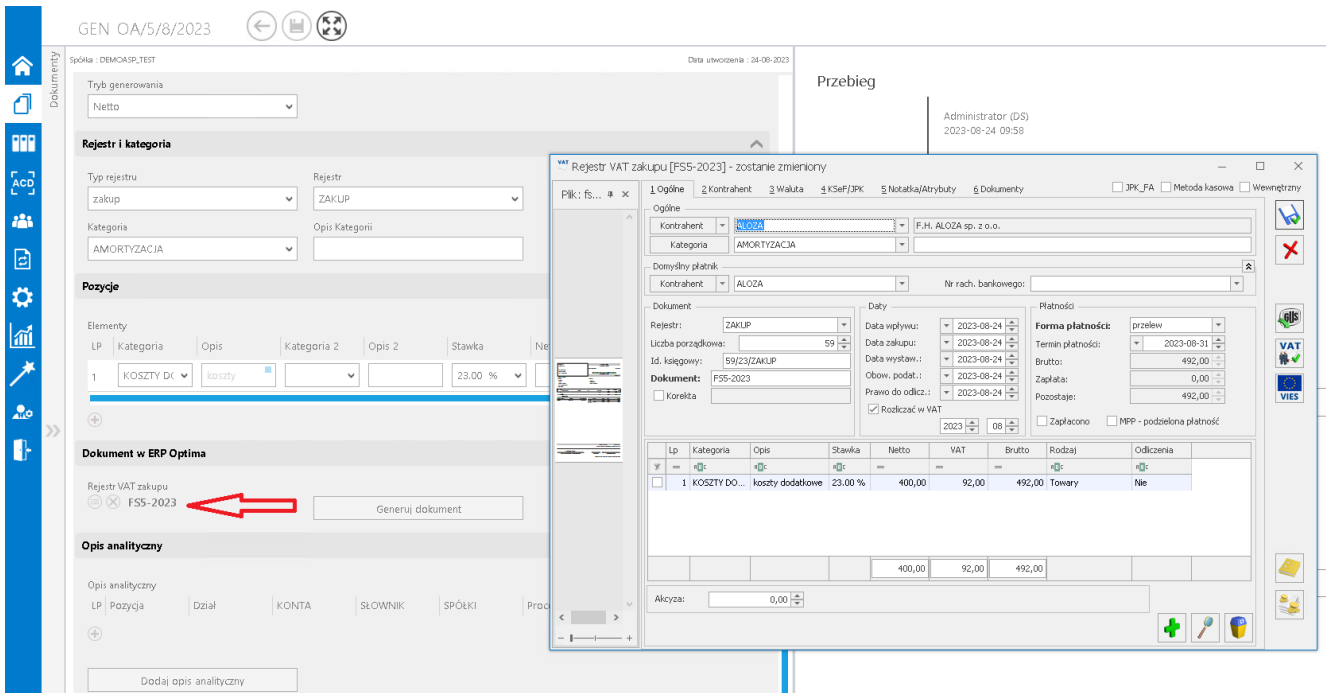 GEN OA/5/8/2023
Dokumenty
Spółka : DEMOASP_TEST
Data utworzenia : 24-08-2023
Tryb generowania
Netto
Rejestr i kategoria
Typ rejestru
Rejestr
zakup
ZAKUP
Kategoria
Opis Kategorii
AMORTYZACJA
Pozycje
Elementy
LP Kategoria Opis Kategoria 2 Opis 2 Stawka Ne
1 KOSZTY D( koszty 23.00 %
Dokument w ERP Optima
Rejestr VAT zakupu
FS5-2023
Generuj dokument
Opis analityczny
Opis analityczny
LP Pozycja Dział KONTA SŁOWNIK SPÓŁKI Proc
Dodaj opis analityczny
ACD
Przebieg
Administrator (DS)
2023-08-24 09:58
VAT Rejestr VAT zakupu [FS5-2023] - zostanie zmieniony
Plik: fs...
1 Ogólne 2 Kontrahent 3 Waluta 4 KSeF/JPK 5 Notatka/Atrybuty 6 Dokumenty
JPK_FA Metoda kasowa Wewnętrzny
Ogólne
Kontrahent ALOZA F.H. ALOZA sp. z o.o.
Kategoria AMORTYZACJA
Domyślny płatnik
Kontrahent ALOZA Nr rach. bankowego:
Dokument
Rejestr: ZAKUP
Liczba porządkowa: 59
Id. księgowy: 59/23/ZAKUP
Dokument: FS5-2023
Korekta
Daty
Data wpływu: 2023-08-24
Data zakupu: 2023-08-24
Data wystaw.: 2023-08-24
Obow. podat.: 2023-08-24
Prawo do odlicz.: 2023-08-24
Rozliczać w VAT
2023 08
Płatności
Forma płatności: przelew
Termin płatności: 2023-08-31
Brutto: 492,00
Zapłata: 0,00
Pozostaje: 492,00
Zapłacono MPP - podzielona płatność
Lp Kategoria Opis Stawka Netto VAT Brutto Rodzaj Odliczenia
1 KOSZTY DO... koszty dodatkowe 23.00 % 400,00 92,00 492,00 Towary Nie
400,00 92,00 492,00
Akcyza: 0,00
GUS
VAT
VIES